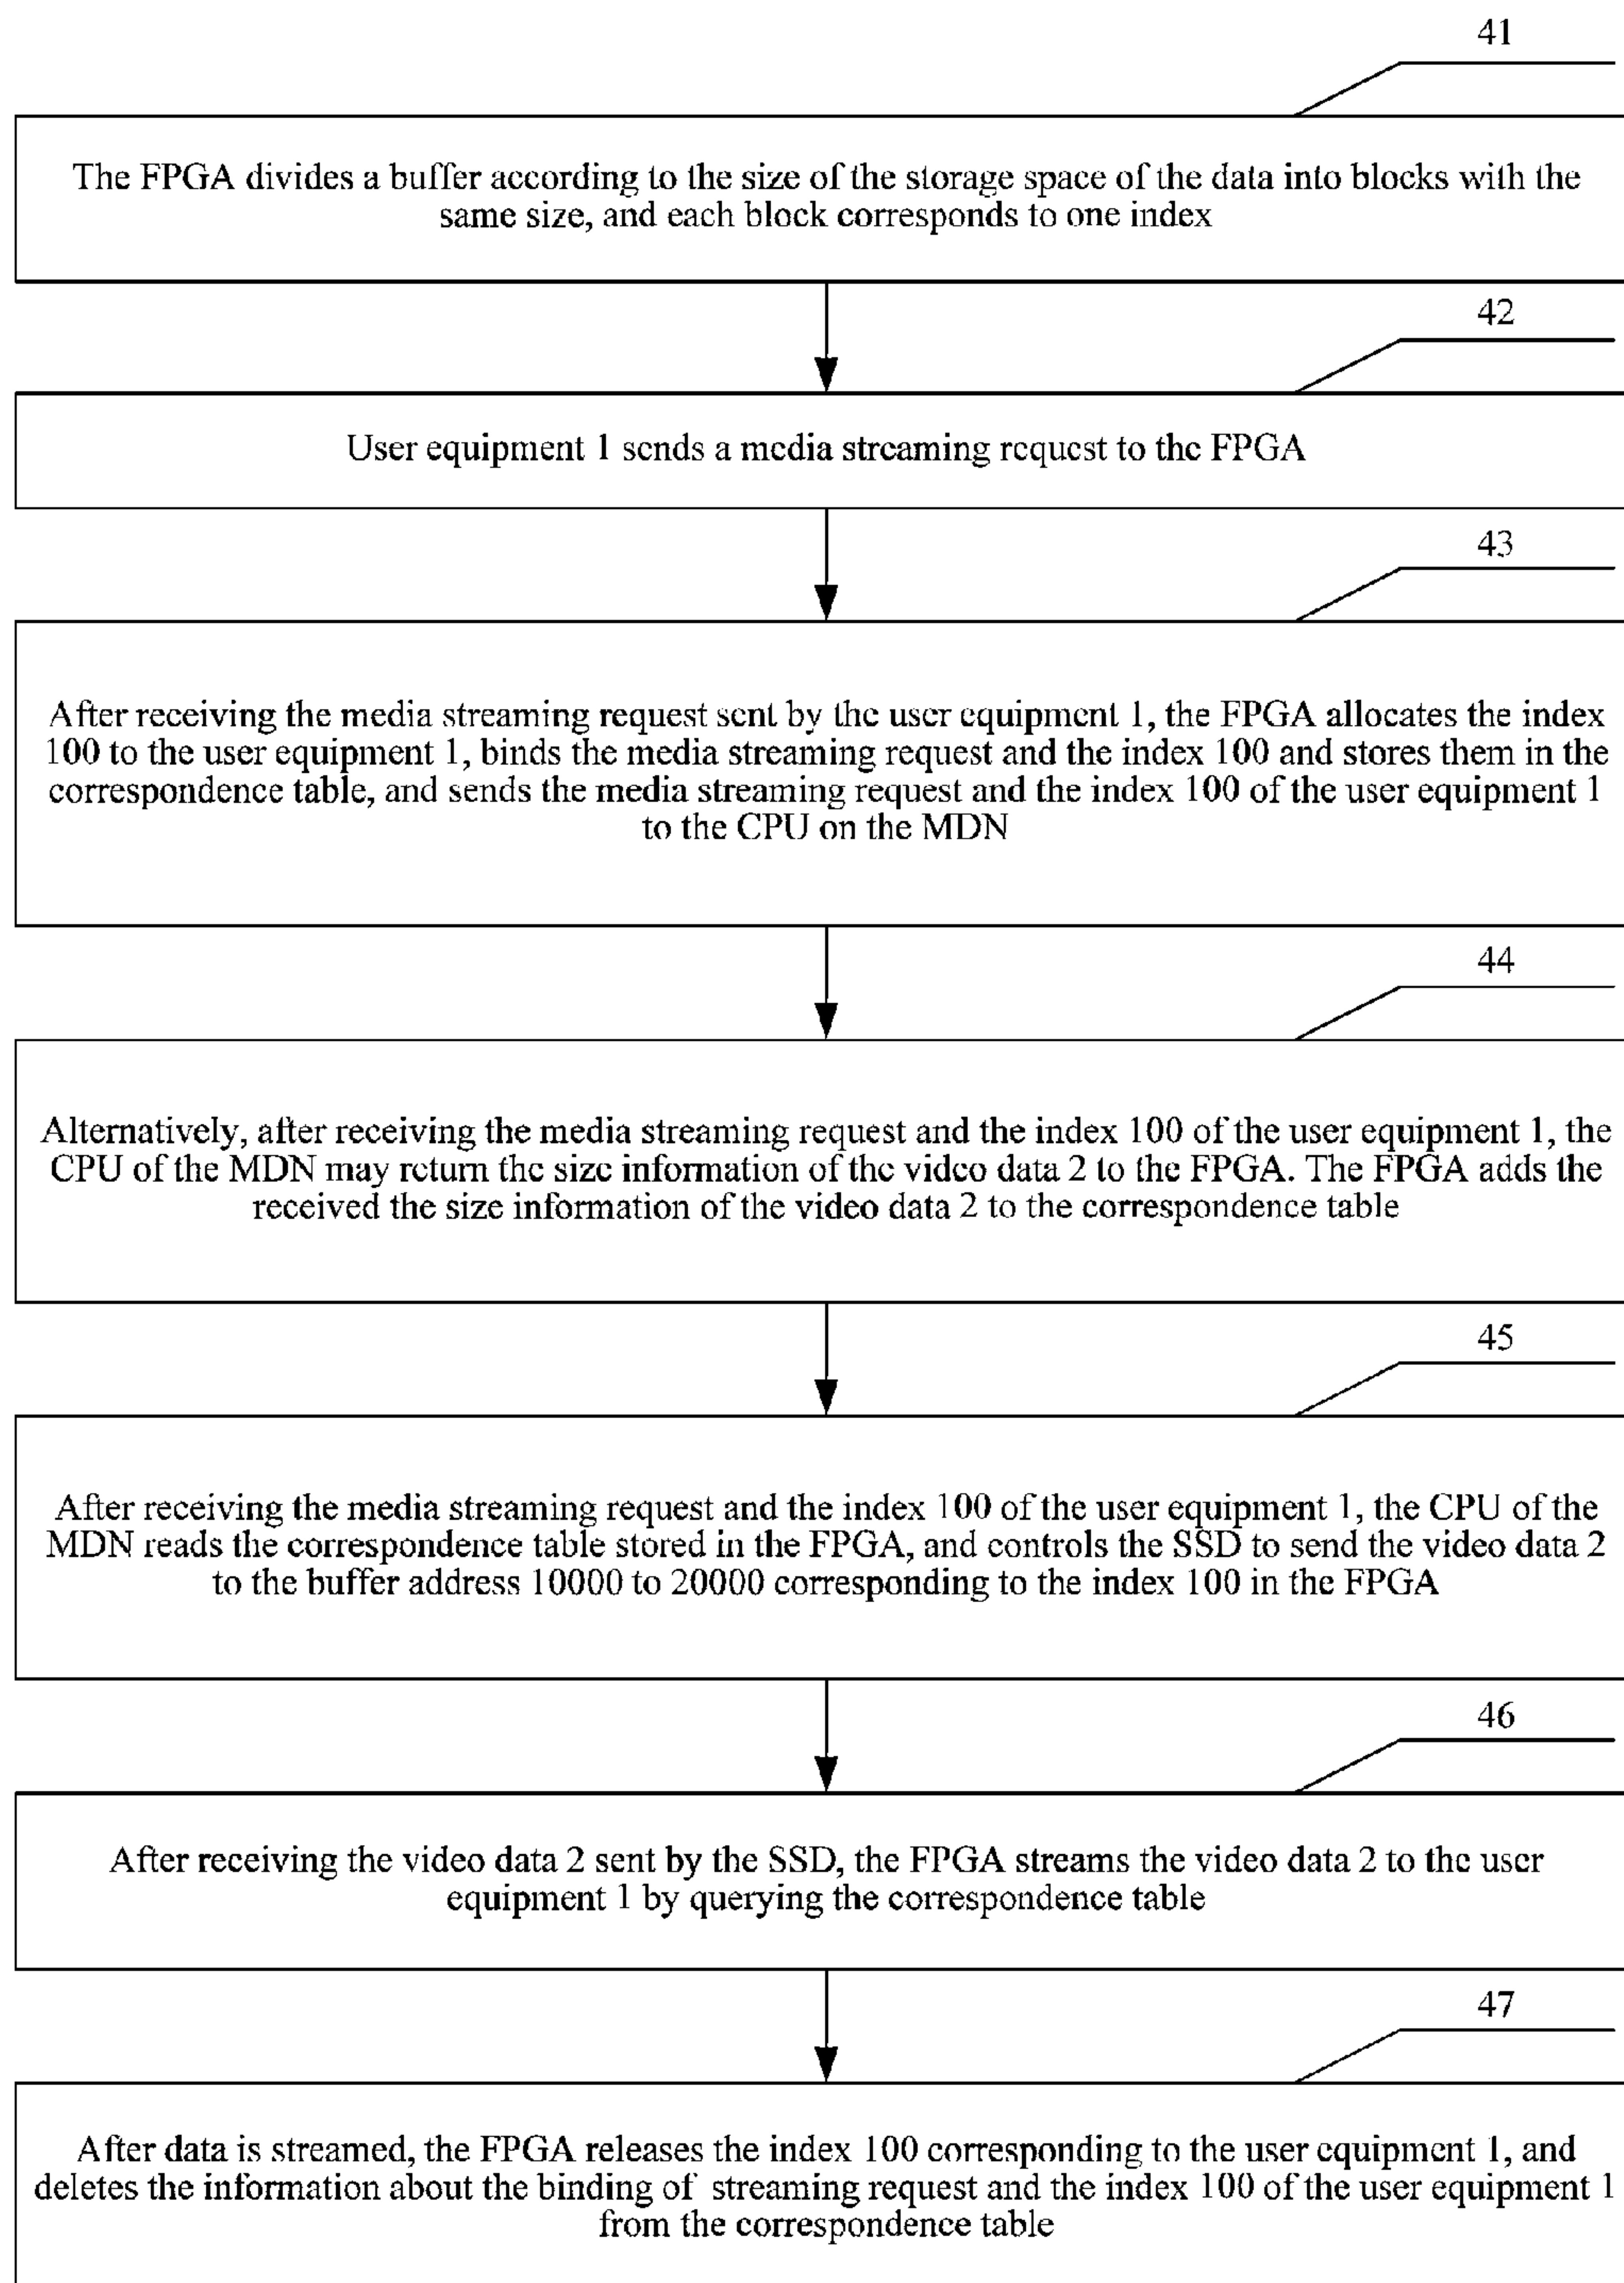 41
The FPGA divides a buffer according to the size of the storage space of the data into blocks with the
same size, and each block corresponds to one index
42
User equipment 1 sends a media streaming request to the FPGA
43
After receiving the media streaming request sent by the user equipment 1, the FPGA allocates the index
100 to the user equipment 1, binds the media streaming request and the index 100 and stores them in the
correspondence table, and sends the media streaming request and the index 100 of the user equipment 1
to the CPU on the MDN
44
Alternatively, after receiving the media streaming request and the index 100 of the user equipment 1, the
CPU of the MDN may return the size information of the video data 2 to the FPGA. The FPGA adds the
received the size information of the video data 2 to the correspondence table
45
After receiving the media streaming request and the index 100 of the user equipment 1, the CPU of the
MDN reads the correspondence table stored in the FPGA, and controls the SSD to send the video data 2
to the buffer address 10000 to 20000 corresponding to the index 100 in the FPGA
46
After receiving the video data 2 sent by the SSD, the FPGA streams the video data 2 to the user
equipment 1 by querying the correspondence table
47
After data is streamed, the FPGA releases the index 100 corresponding to the user equipment 1, and
deletes the information about the binding of streaming request and the index 100 of the user equipment 1
from the correspondence table